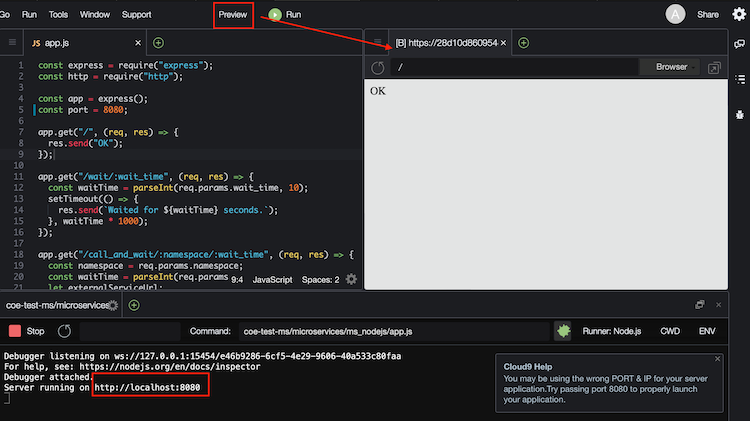 Go Run Tools Window Support Preview Run A Share
JS app.js
[B] https://28d10d860954
/ Browser
OK
1 const express = require("express");
2 const http = require("http");
3
4 const app = express();
5 const port = 8080;
6
7 app.get("/", (req, res) => {
8 res.send("OK");
9 });
10
11 app.get("/wait/:wait_time", (req, res) => {
12 const waitTime = parseInt(req.params.wait_time, 10);
13 setTimeout(() => {
14 res.send(`Waited for ${waitTime} seconds.`);
15 }, waitTime * 1000);
16 });
17
18 app.get("/call_and_wait/:namespace/:wait_time", (req, res) => {
19 const namespace = req.params.namespace;
20 const waitTime = parseInt(req.params
21 let externalServiceUrl;
9:4 JavaScript Spaces: 2
coe-test-ms/microservices
Stop Command: coe-test-ms/microservices/ms_nodejs/app.js Runner: Node.js CWD ENV
Debugger listening on ws://127.0.0.1:15454/e46b9286-6cf5-4e29-9606-40a533c80faa
For help, see: https://nodejs.org/en/docs/inspector
Debugger attached.
Server running on http://localhost:8080
Cloud9 Help
You may be using the wrong PORT & IP for your server
application.Try passing port 8080 to properly launch
your application.